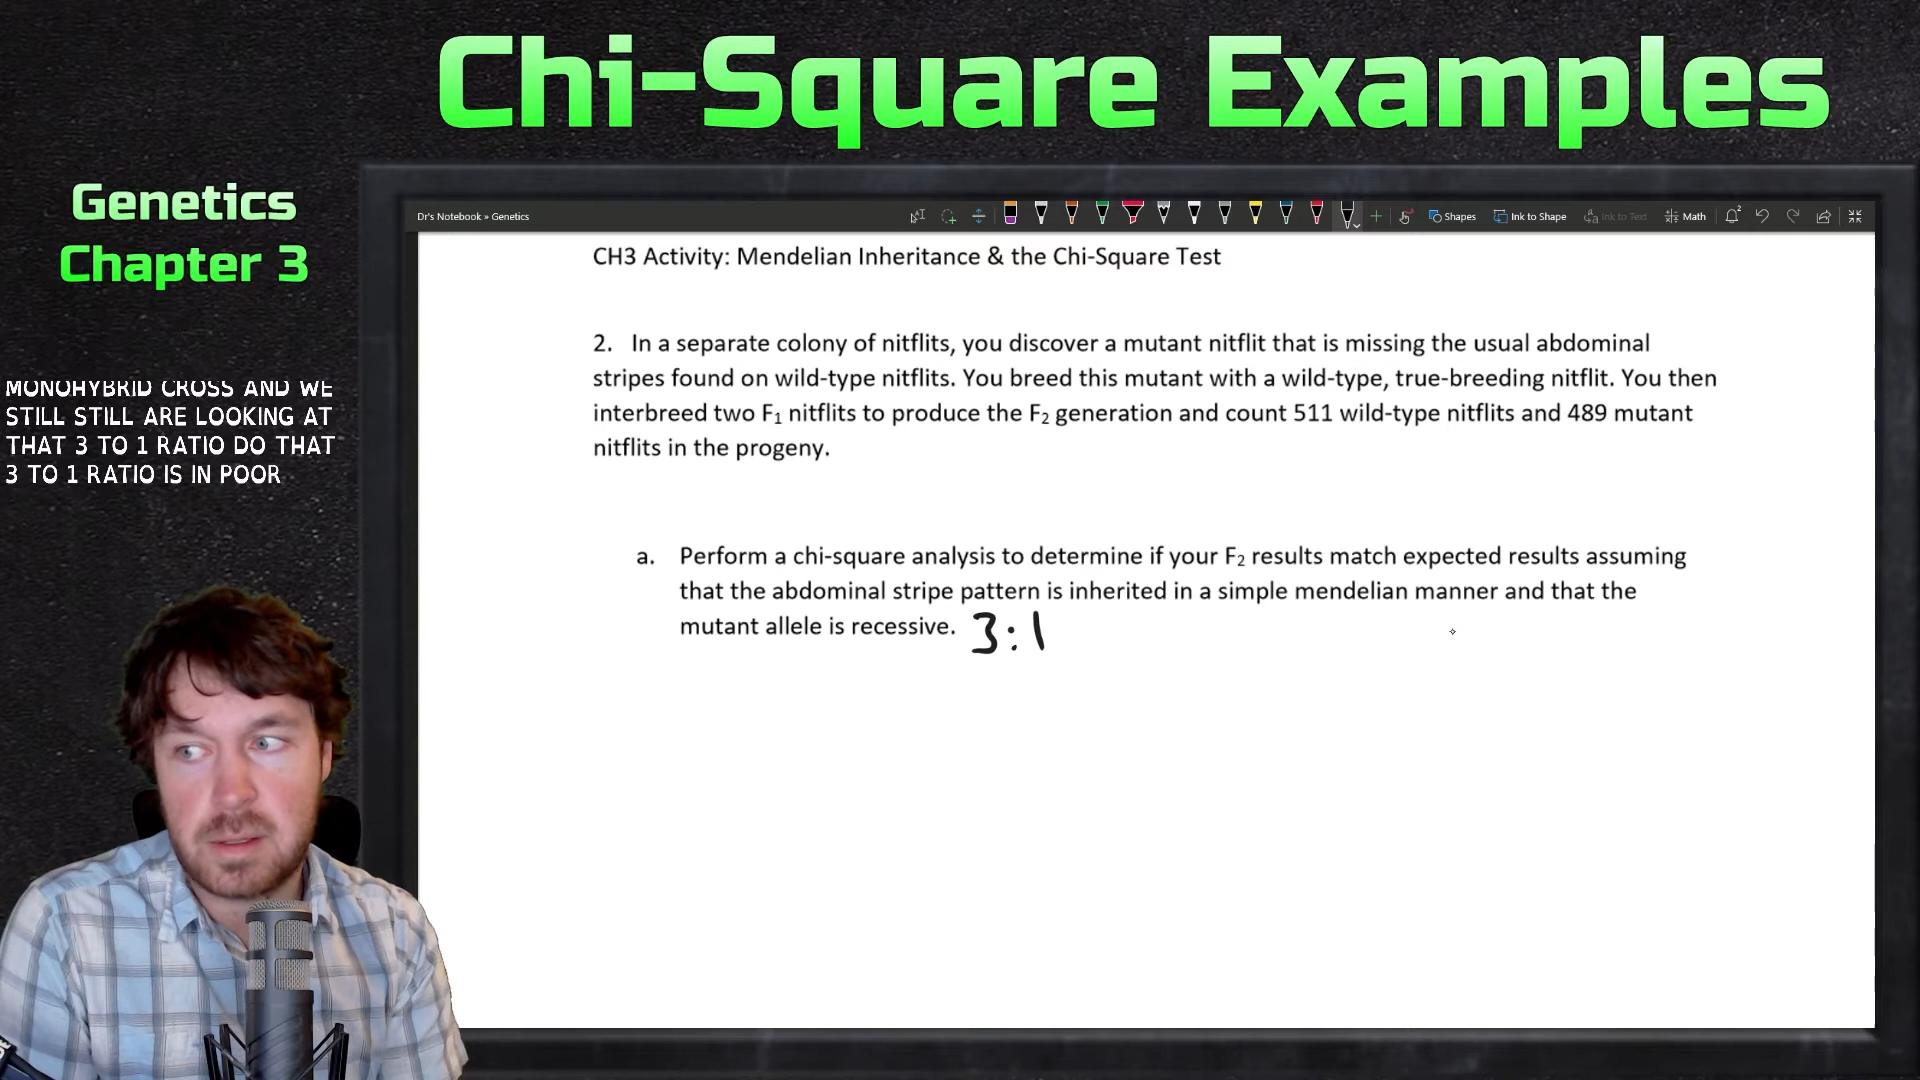 Chi-Square Examples
Genetics
Chapter 3
MONOHYBRID CROSS AND WE
STILL STILL ARE LOOKING AT
THAT 3 TO 1 RATIO DO THAT
3 TO 1 RATIO IS IN POOR
Dr's Notebook » Genetics
Shapes
Ink to Shape
Ink to Text
Math
CH3 Activity: Mendelian Inheritance & the Chi-Square Test
2. In a separate colony of nitflits, you discover a mutant nitflit that is missing the usual abdominal
stripes found on wild-type nitflits. You breed this mutant with a wild-type, true-breeding nitflit. You then
interbreed two F₁ nitflits to produce the F₂ generation and count 511 wild-type nitflits and 489 mutant
nitflits in the progeny.
a. Perform a chi-square analysis to determine if your F₂ results match expected results assuming
that the abdominal stripe pattern is inherited in a simple mendelian manner and that the
mutant allele is recessive. 3:1